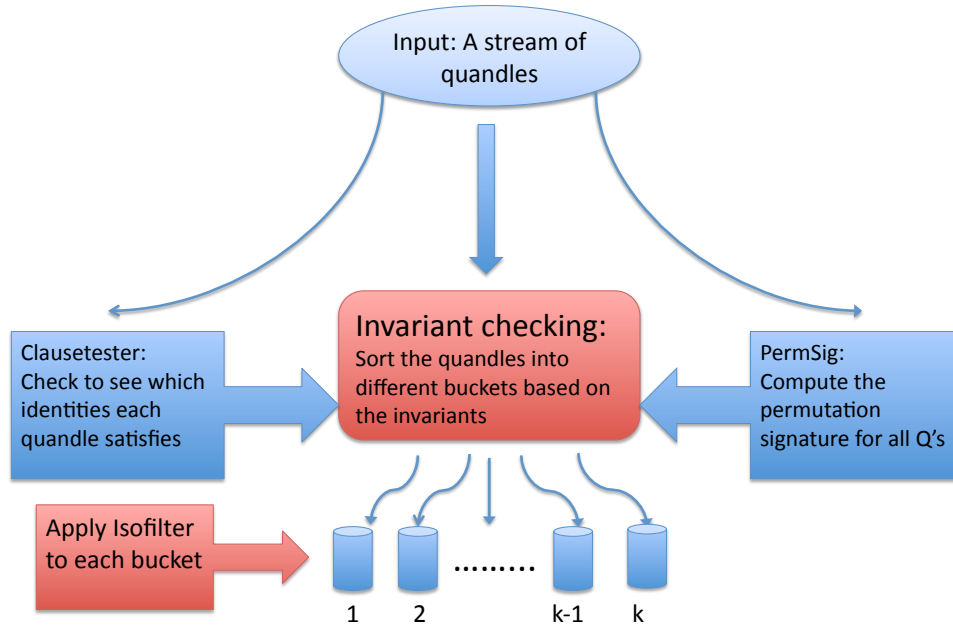 Input: A stream of
quandles
Invariant checking:
Sort the quandles into
different buckets based on
the invariants
Clausetester:
Check to see which
identities each
quandle satisfies
PermSig:
Compute the
permutation
signature for all Q's
Apply Isofilter
to each bucket
.........
1 2 k-1 k